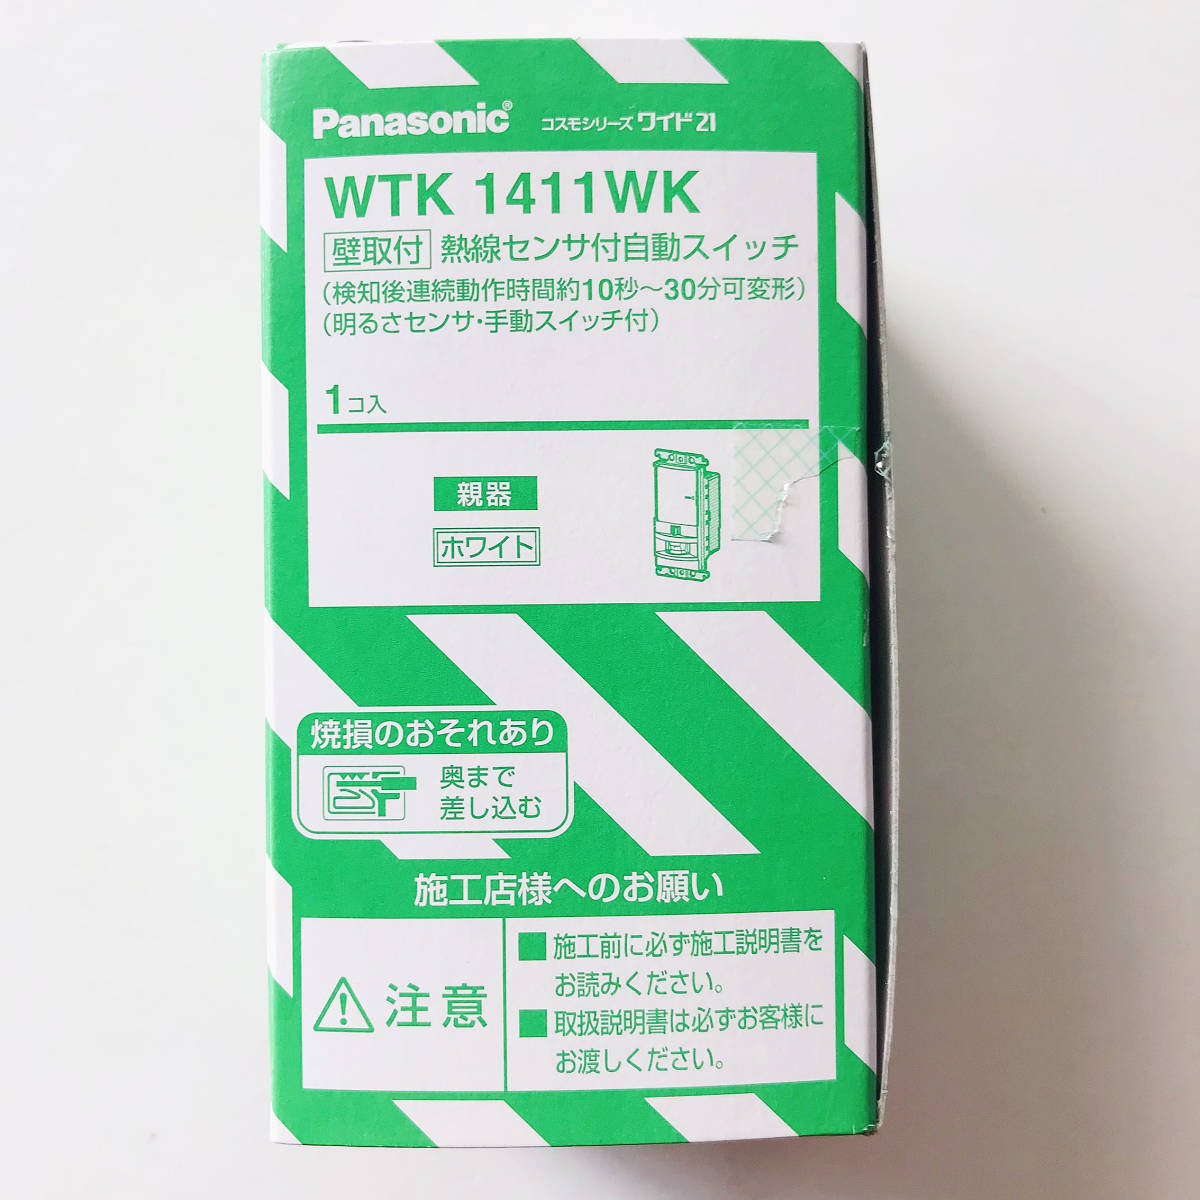 Panasonic® コスモシリーズ ワイド21
WTK 1411WK
壁取付 熱線センサ付自動スイッチ
(検知後連続動作時間約10秒～30分可変形)
(明るさセンサ・手動スイッチ付)
1コ入
親器
ホワイト
焼損のおそれあり
奥まで
差し込む
施工店様へのお願い
注意
■施工前に必ず施工説明書を
お読みください。
■取扱説明書は必ずお客様に
お渡しください。